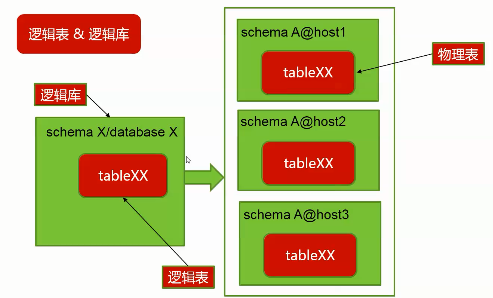 逻辑表 & 逻辑库
逻辑库
schema X/database X
tableXX
逻辑表
schema A@host1
tableXX
物理表
schema A@host2
tableXX
schema A@host3
tableXX